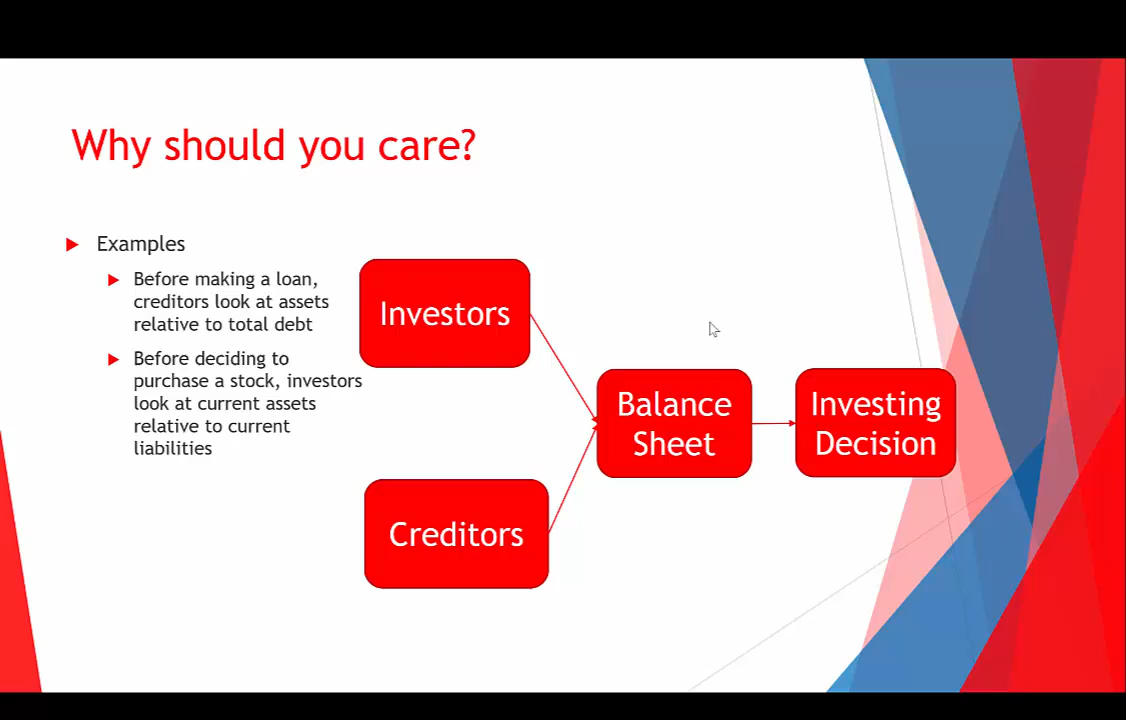 Why should you care?
Examples
Before making a loan,
creditors look at assets
relative to total debt
Before deciding to
purchase a stock, investors
look at current assets
relative to current
liabilities
Investors
Creditors
Balance
Sheet
Investing
Decision